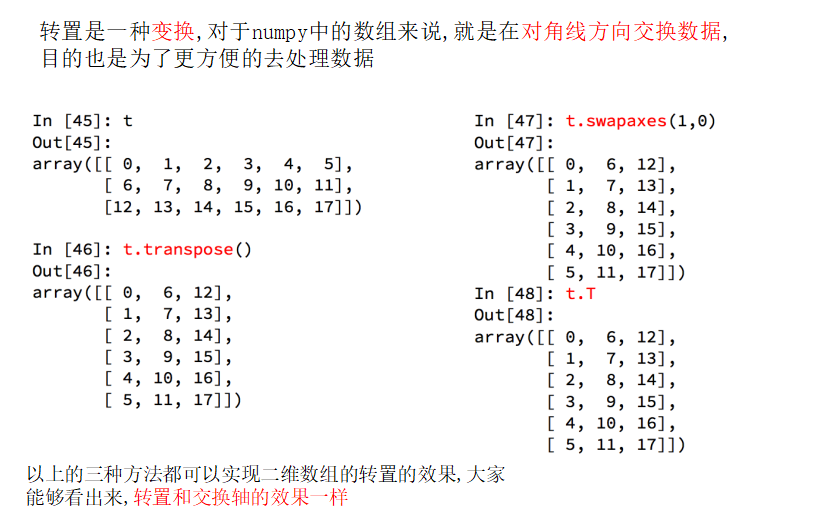 转置是一种变换,对于numpy中的数组来说,就是在对角线方向交换数据,
目的也是为了更方便的去处理数据
In [45]: t
Out[45]:
array([[ 0,  1,  2,  3,  4,  5],
       [ 6,  7,  8,  9, 10, 11],
       [12, 13, 14, 15, 16, 17]])
In [46]: t.transpose()
Out[46]:
array([[ 0,  6, 12],
       [ 1,  7, 13],
       [ 2,  8, 14],
       [ 3,  9, 15],
       [ 4, 10, 16],
       [ 5, 11, 17]])
In [47]: t.swapaxes(1,0)
Out[47]:
array([[ 0,  6, 12],
       [ 1,  7, 13],
       [ 2,  8, 14],
       [ 3,  9, 15],
       [ 4, 10, 16],
       [ 5, 11, 17]])
In [48]: t.T
Out[48]:
array([[ 0,  6, 12],
       [ 1,  7, 13],
       [ 2,  8, 14],
       [ 3,  9, 15],
       [ 4, 10, 16],
       [ 5, 11, 17]])
以上的三种方法都可以实现二维数组的转置的效果,大家
能够看出来,转置和交换轴的效果一样